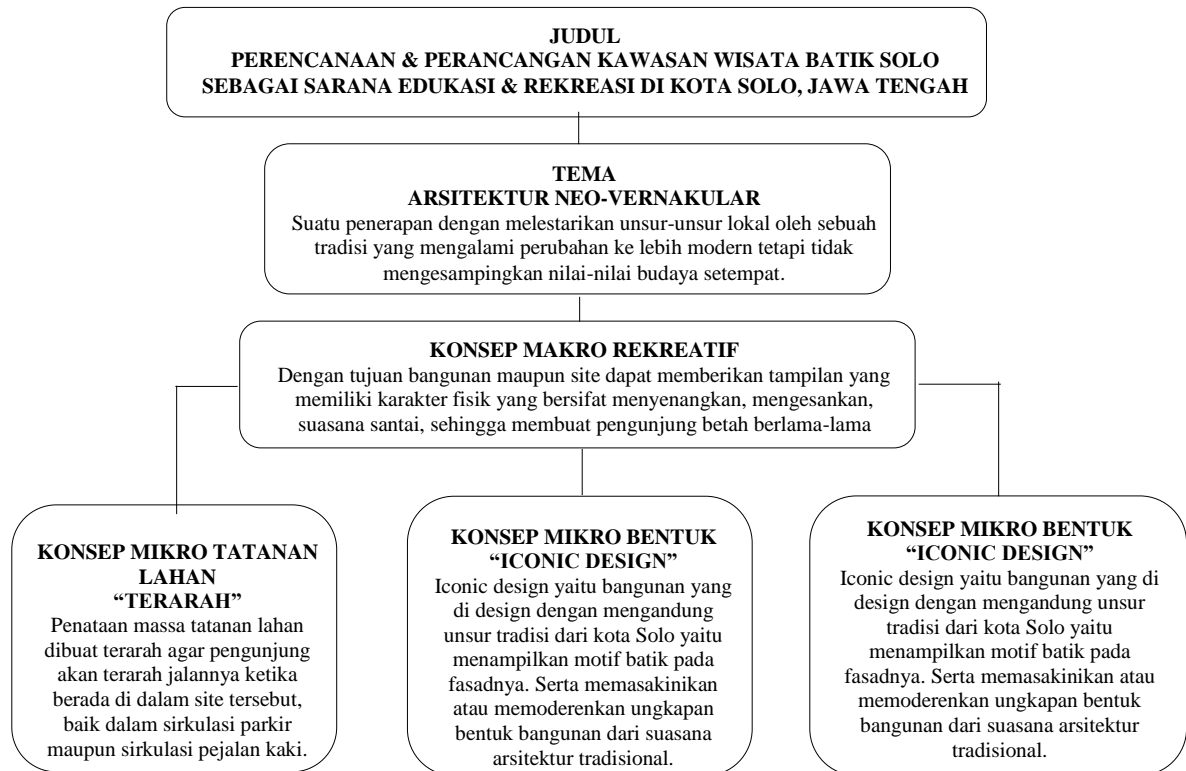 JUDUL
PERENCANAAN & PERANCANGAN KAWASAN WISATA BATIK SOLO
SEBAGAI SARANA EDUKASI & REKREASI DI KOTA SOLO, JAWA TENGAH
TEMA
ARSITEKTUR NEO-VERNAKULAR
Suatu penerapan dengan melestarikan unsur-unsur lokal oleh sebuah
tradisi yang mengalami perubahan ke lebih modern tetapi tidak
mengesampingkan nilai-nilai budaya setempat.
KONSEP MAKRO REKREATIF
Dengan tujuan bangunan maupun site dapat memberikan tampilan yang
memiliki karakter fisik yang bersifat menyenangkan, mengesankan,
suasana santai, sehingga membuat pengunjung betah berlama-lama
KONSEP MIKRO TATANAN
LAHAN
“TERARAH”
Penataan massa tatanan lahan
dibuat terarah agar pengunjung
akan terarah jalannya ketika
berada di dalam site tersebut,
baik dalam sirkulasi parkir
maupun sirkulasi pejalan kaki.
KONSEP MIKRO BENTUK
“ICONIC DESIGN”
Iconic design yaitu bangunan yang
di design dengan mengandung
unsur tradisi dari kota Solo yaitu
menampilkan motif batik pada
fasadnya. Serta memasakinikan
atau memoderenkan ungkapan
bentuk bangunan dari suasana
arsitektur tradisional.
KONSEP MIKRO BENTUK
“ICONIC DESIGN”
Iconic design yaitu bangunan yang di
design dengan mengandung unsur
tradisi dari kota Solo yaitu
menampilkan motif batik pada
fasadnya. Serta memasakinikan atau
memoderenkan ungkapan bentuk
bangunan dari suasana arsitektur
tradisional.